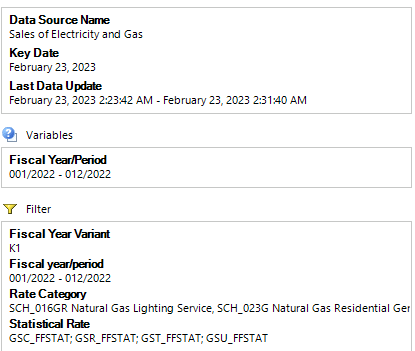 Data Source Name
Sales of Electricity and Gas
Key Date
February 23, 2023
Last Data Update
February 23, 2023 2:23:42 AM - February 23, 2023 2:31:40 AM
Variables
Fiscal Year/Period
001/2022 - 012/2022
Filter
Fiscal Year Variant
K1
Fiscal year/period
001/2022 - 012/2022
Rate Category
SCH_016GR Natural Gas Lighting Service, SCH_023G Natural Gas Residential Ger
Statistical Rate
GSC_FFSTAT; GSR_FFSTAT; GST_FFSTAT; GSU_FFSTAT